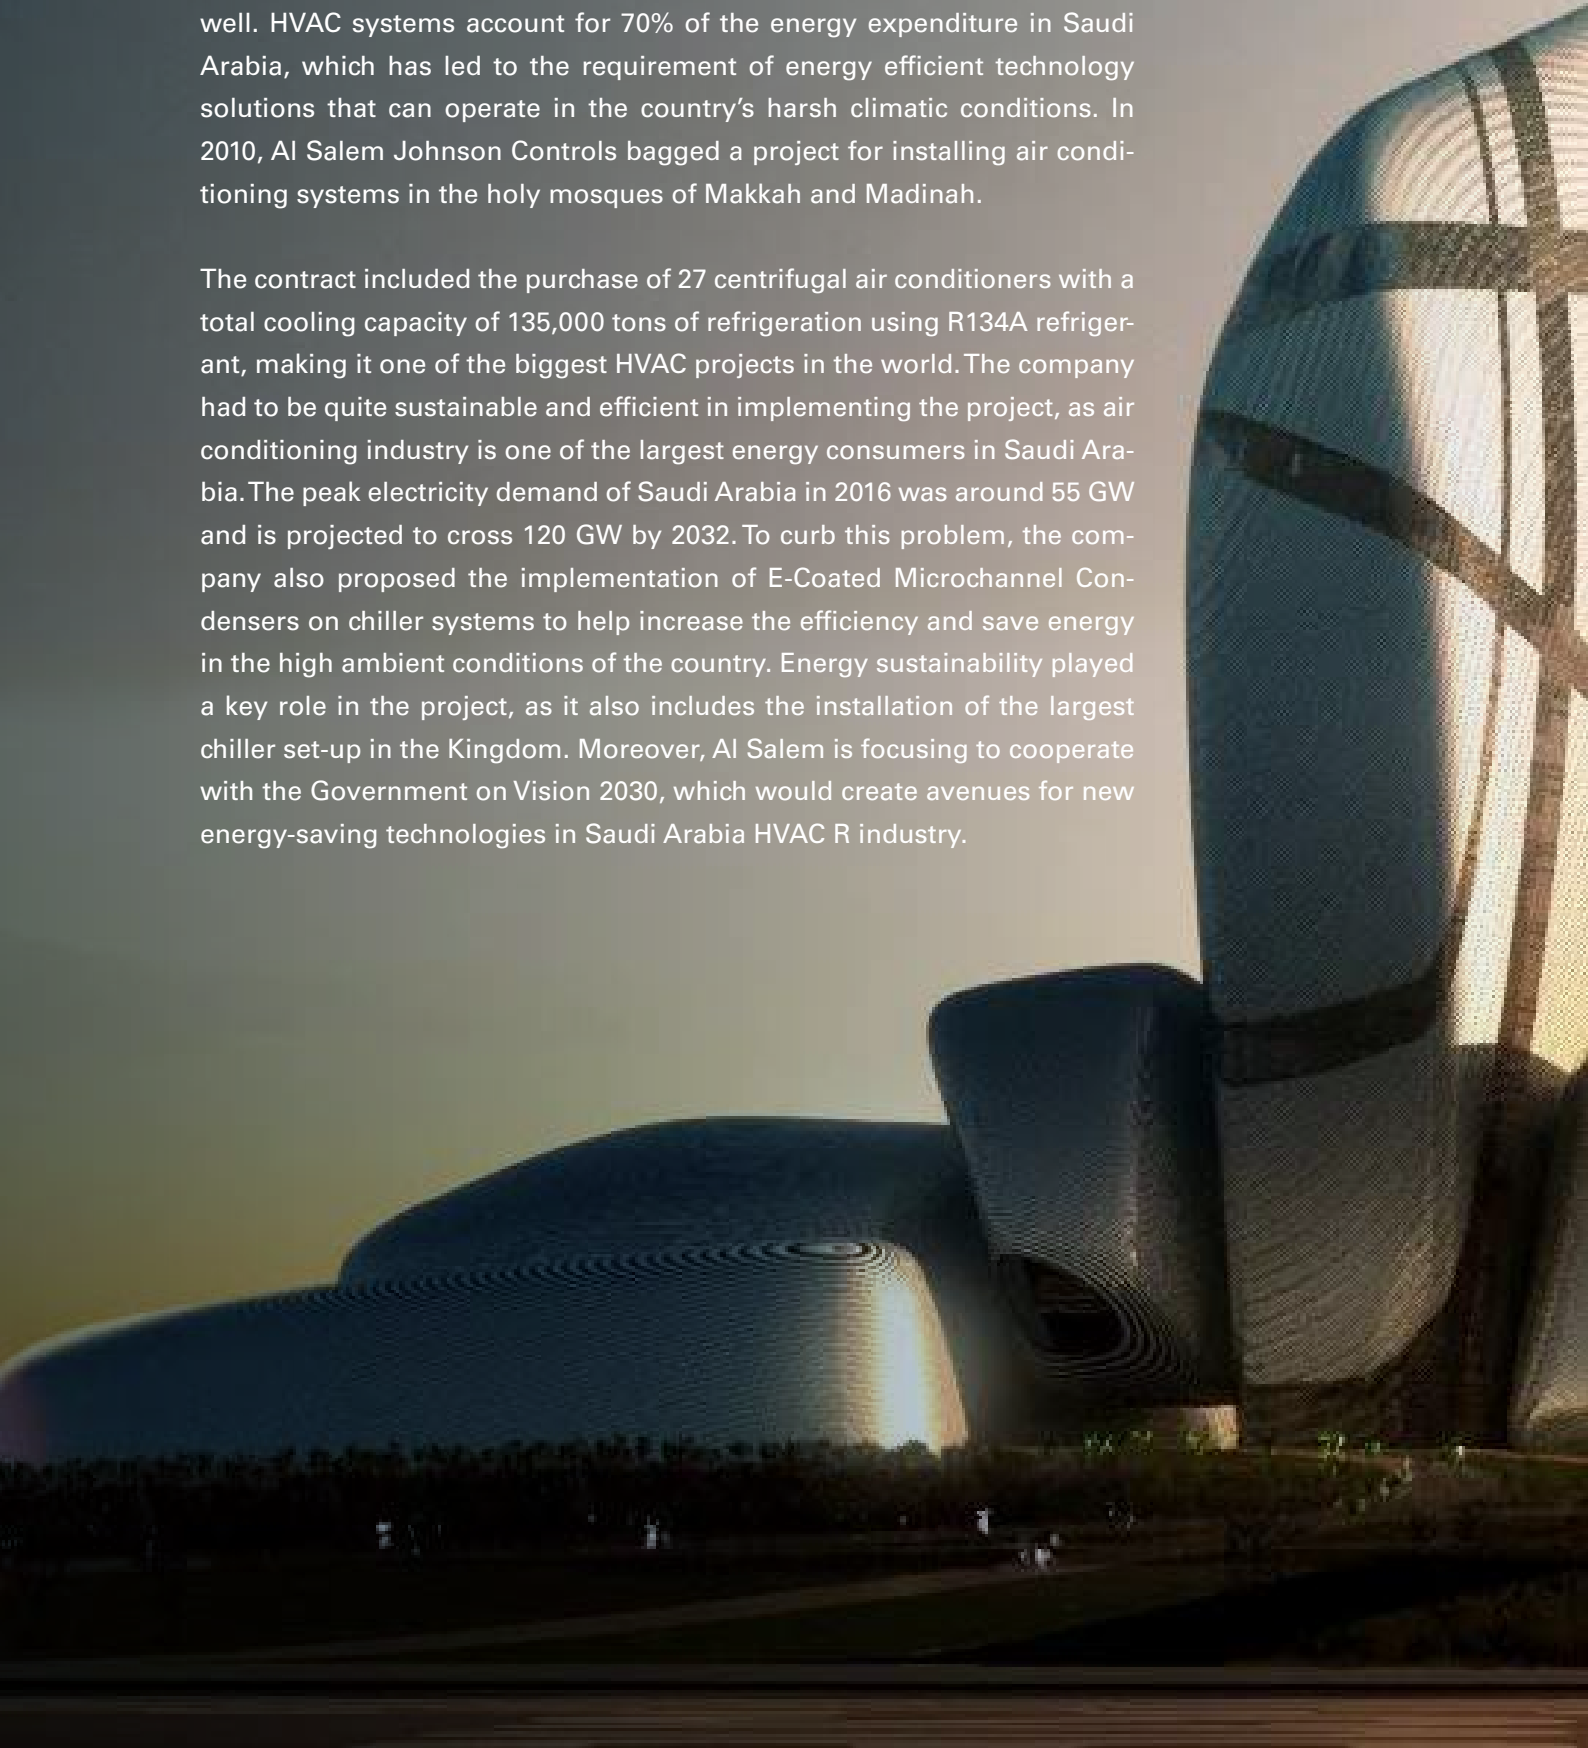 well. HVAC systems account for 70% of the energy expenditure in Saudi
Arabia, which has led to the requirement of energy efficient technology
solutions that can operate in the country’s harsh climatic conditions. In
2010, Al Salem Johnson Controls bagged a project for installing air condi-
tioning systems in the holy mosques of Makkah and Madinah.
The contract included the purchase of 27 centrifugal air conditioners with a
total cooling capacity of 135,000 tons of refrigeration using R134A refriger-
ant, making it one of the biggest HVAC projects in the world. The company
had to be quite sustainable and efficient in implementing the project, as air
conditioning industry is one of the largest energy consumers in Saudi Ara-
bia. The peak electricity demand of Saudi Arabia in 2016 was around 55 GW
and is projected to cross 120 GW by 2032. To curb this problem, the com-
pany also proposed the implementation of E-Coated Microchannel Con-
densers on chiller systems to help increase the efficiency and save energy
in the high ambient conditions of the country. Energy sustainability played
a key role in the project, as it also includes the installation of the largest
chiller set-up in the Kingdom. Moreover, Al Salem is focusing to cooperate
with the Government on Vision 2030, which would create avenues for new
energy-saving technologies in Saudi Arabia HVAC R industry.